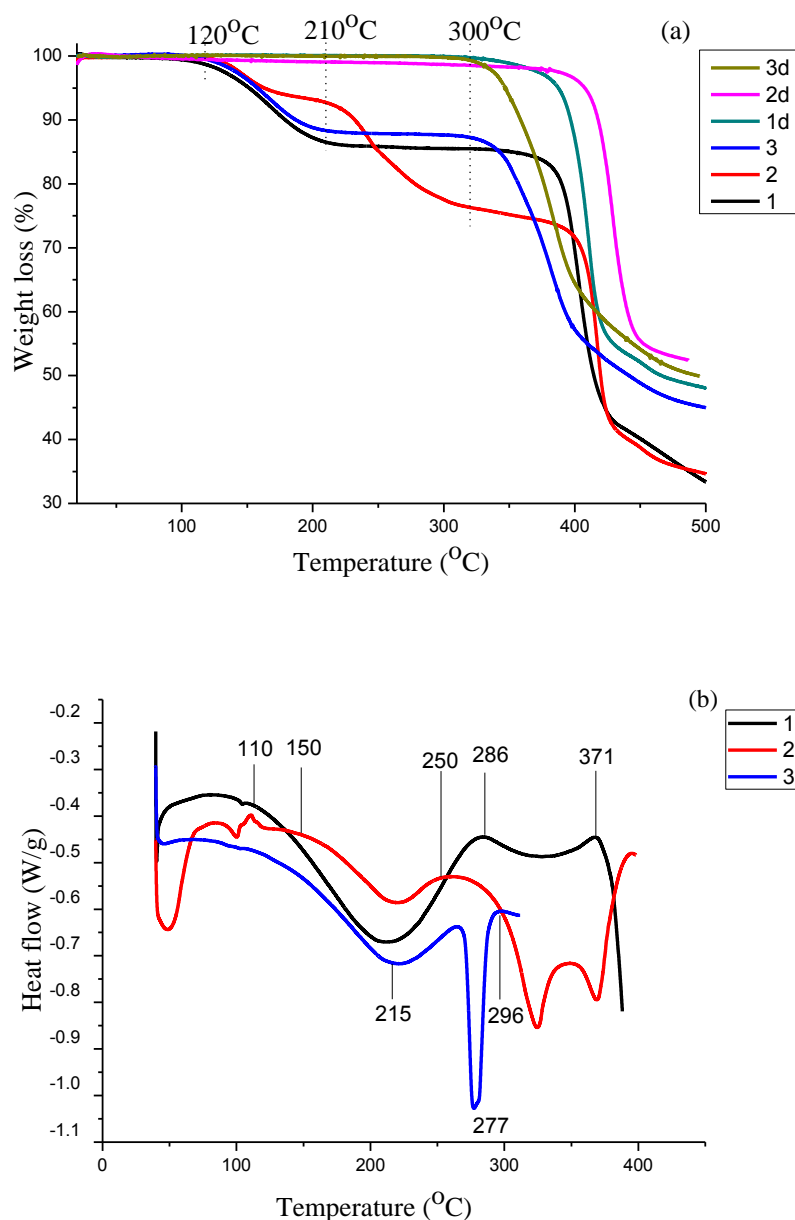 (a)
120°C 210°C 300°C
3d
2d
1d
3
2
1
100
90
80
70
60
50
40
30
Weight loss (%)
100 200 300 400 500
Temperature (°C)
(b)
1
2
3
-0.2
-0.3
-0.4
-0.5
-0.6
-0.7
-0.8
-0.9
-1.0
-1.1
Heat flow (W/g)
110 150 250 286 371
215 296
277
0 100 200 300 400
Temperature (°C)